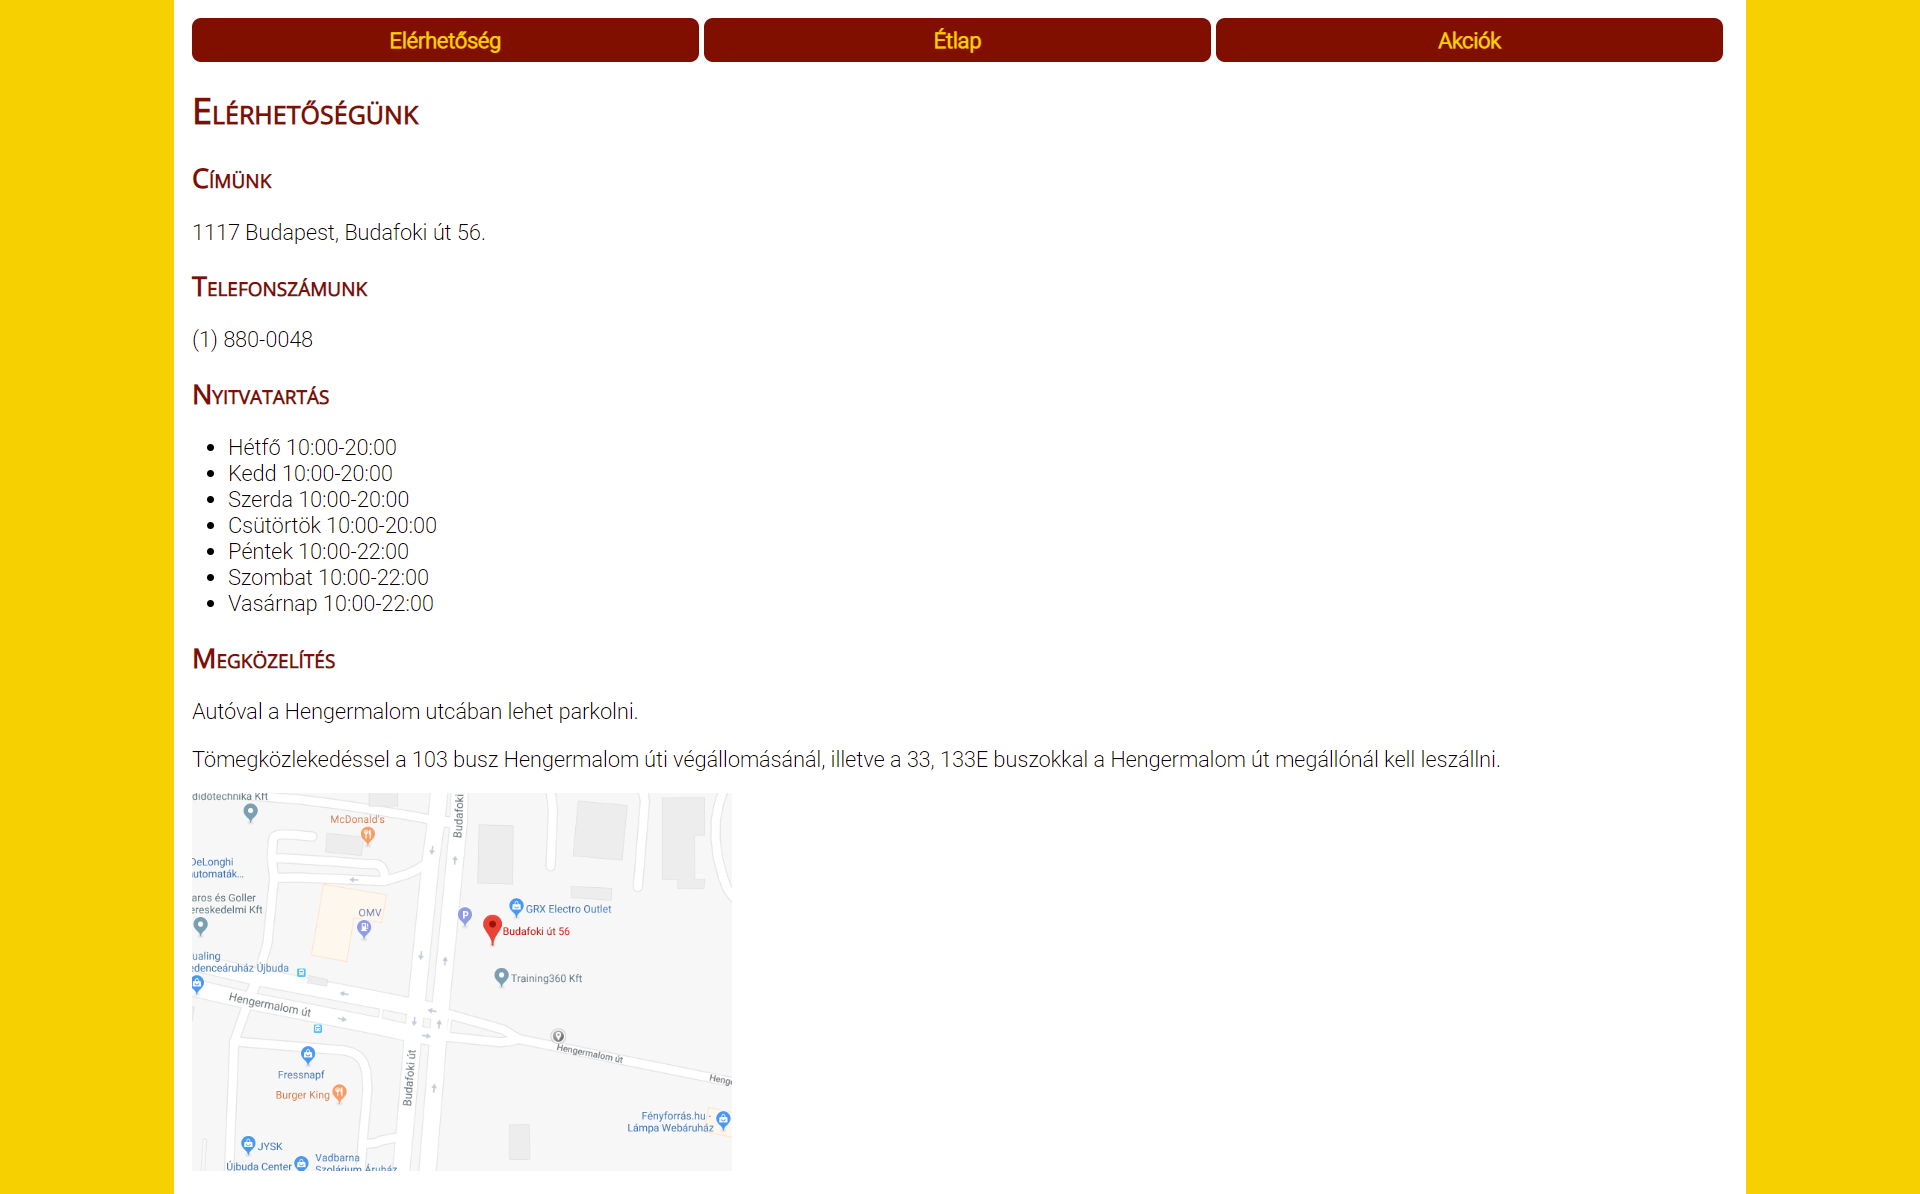 Elérhetőség
Étlap
Akciók
Elérhetőségünk
Címünk
1117 Budapest, Budafoki út 56.
Telefonszámunk
(1) 880-0048
Nyitvatartás
Hétfő 10:00-20:00
Kedd 10:00-20:00
Szerda 10:00-20:00
Csütörtök 10:00-20:00
Péntek 10:00-22:00
Szombat 10:00-22:00
Vasárnap 10:00-22:00
Megközelítés
Autóval a Hengermalom utcában lehet parkolni.
Tömegközlekedéssel a 103 busz Hengermalom úti végállomásánál, illetve a 33, 133E buszokkal a Hengermalom út megállónál kell leszállni.
didótechnika Kft
Budafoki
McDonald's
DeLonghi
automaták...
aros és Goller
ereskedelmi Kft
OMV
P
GRX Electro Outlet
Budafoki út 56
ualing
edenceáruház Újbuda
Training360 Kft
Hengermalom út
Hengermalom út
Budafoki út
Fressnapf
Burger King
Henge
Fényforrás.hu -
Lámpa Webáruház
JYSK
Újbuda Center
Vadbarna
Szolárium Áruház